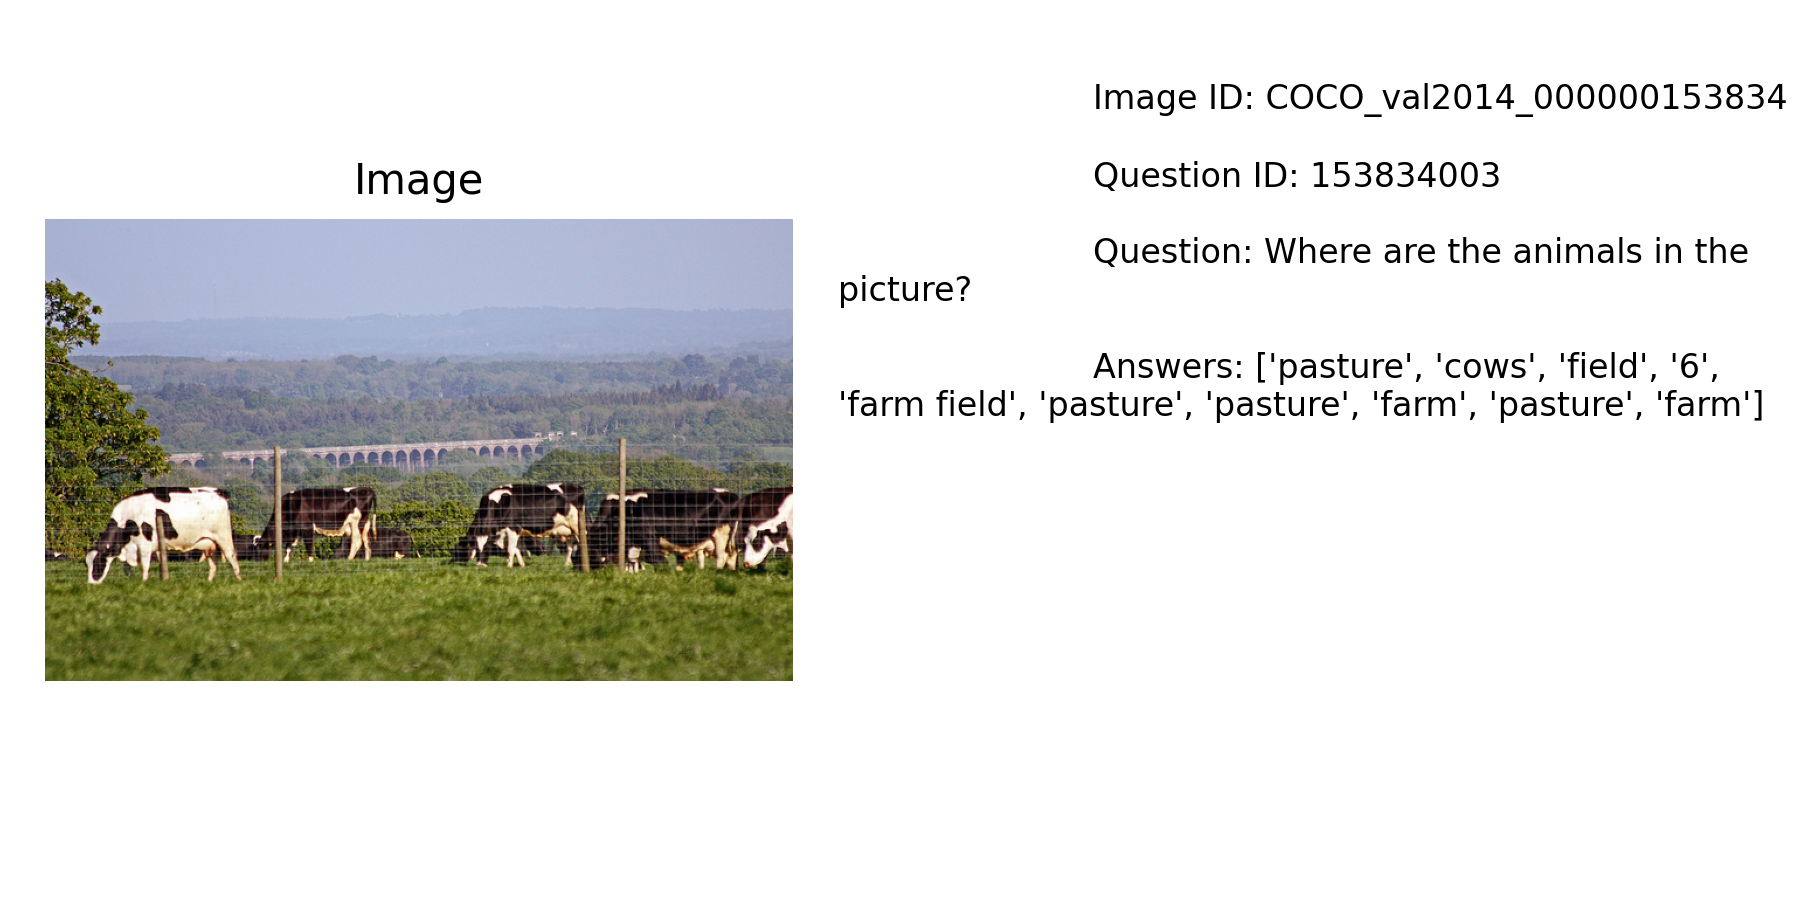 Image
Image ID: COCO_val2014_000000153834
Question ID: 153834003
Question: Where are the animals in the
picture?
Answers: ['pasture', 'cows', 'field', '6',
'farm field', 'pasture', 'pasture', 'farm', 'pasture', 'farm']